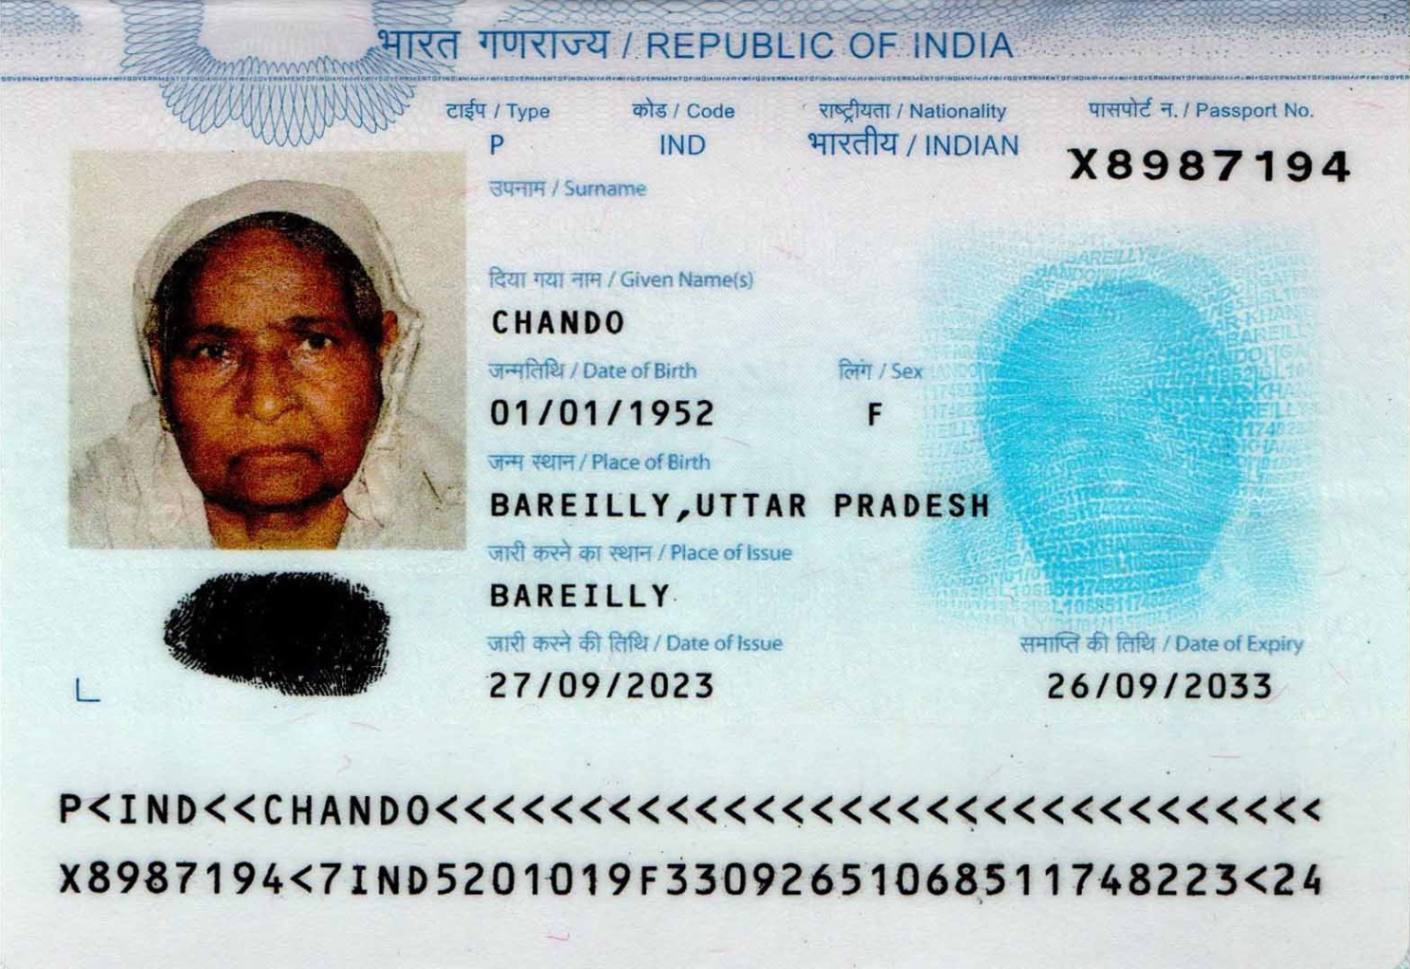 भारत गणराज्य / REPUBLIC OF INDIA
टाईप / Type कोड / Code राष्ट्रीयता / Nationality पासपोर्ट न. / Passport No.
P IND भारतीय / INDIAN X8987194
उपनाम / Surname
दिया गया नाम / Given Name(s)
CHANDO
जन्मतिथि / Date of Birth लिंग / Sex
01/01/1952 F
जन्म स्थान / Place of Birth
BAREILLY,UTTAR PRADESH
जारी करने का स्थान / Place of Issue
BAREILLY
जारी करने की तिथि / Date of Issue समाप्ति की तिथि / Date of Expiry
L 27/09/2023 26/09/2033
P<IND<<CHANDO<<<<<<<<<<<<<<<<<<<<<<<<<<<<<<<
X8987194<7IND5201019F33092651068511748223<24